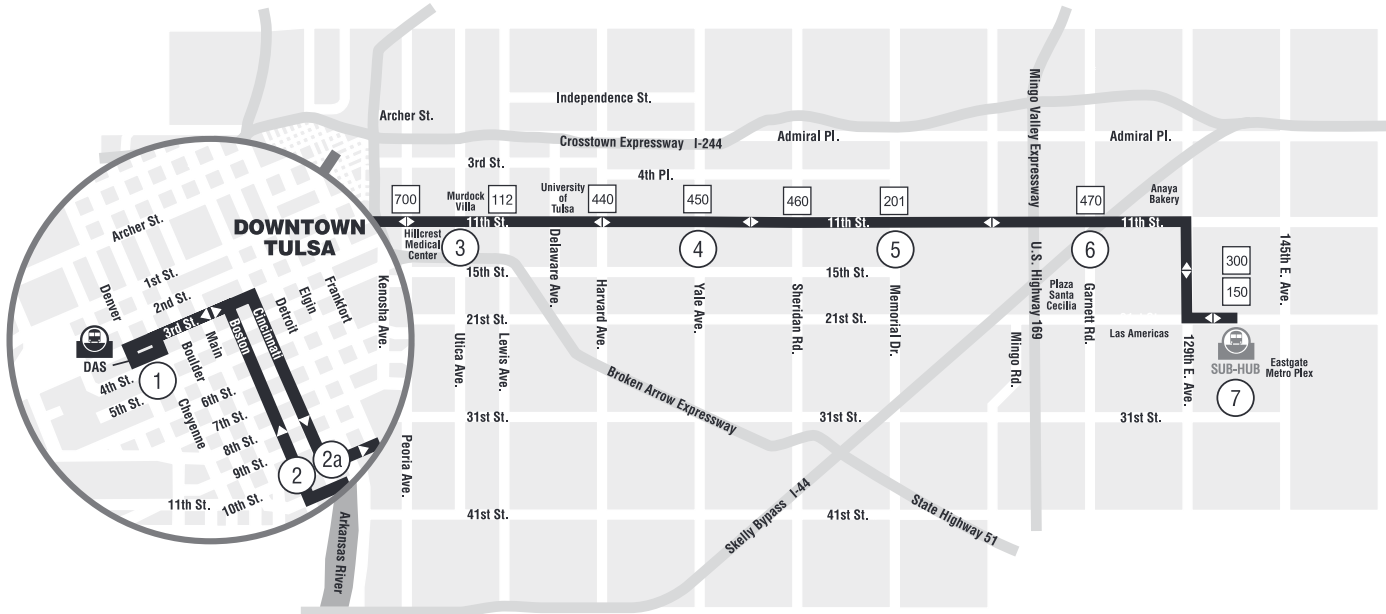 Independence St.
Archer St.
Crosstown Expressway I-244
Admiral Pl.
Admiral Pl.
3rd St.
4th Pl.
Mingo Valley Expressway
700
Murdock
Villa
112
University
of
Tulsa
440
450
460
201
470
Anaya
Bakery
11th St.
11th St.
11th St.
Hillcrest
Medical
Center
3
4
5
6
Delaware Ave.
U.S. Highway 169
145th E. Ave.
300
150
15th St.
15th St.
Kenosha Ave.
Harvard Ave.
Yale Ave.
Sheridan Rd.
Memorial Dr.
Plaza
Santa
Cecilia
Garnett Rd.
21st St.
21st St.
Las Americas
Utica Ave.
Lewis Ave.
Mingo Rd.
129th E. Ave.
SUB-HUB
Eastgate
Metro Plex
7
Broken Arrow Expressway
31st St.
31st St.
31st St.
Peoria Ave.
Skelly Bypass I-44
State Highway 51
41st St.
41st St.
Arkansas River
DOWNTOWN
TULSA
Archer St.
1st St.
2nd St.
3rd St.
Denver
DAS
1
4th St.
5th St.
Boulder
Main
Boston
Cincinnati
Detroit
Elgin
Frankfort
Cheyenne
6th St.
7th St.
8th St.
9th St.
10th St.
11th St.
2
2a